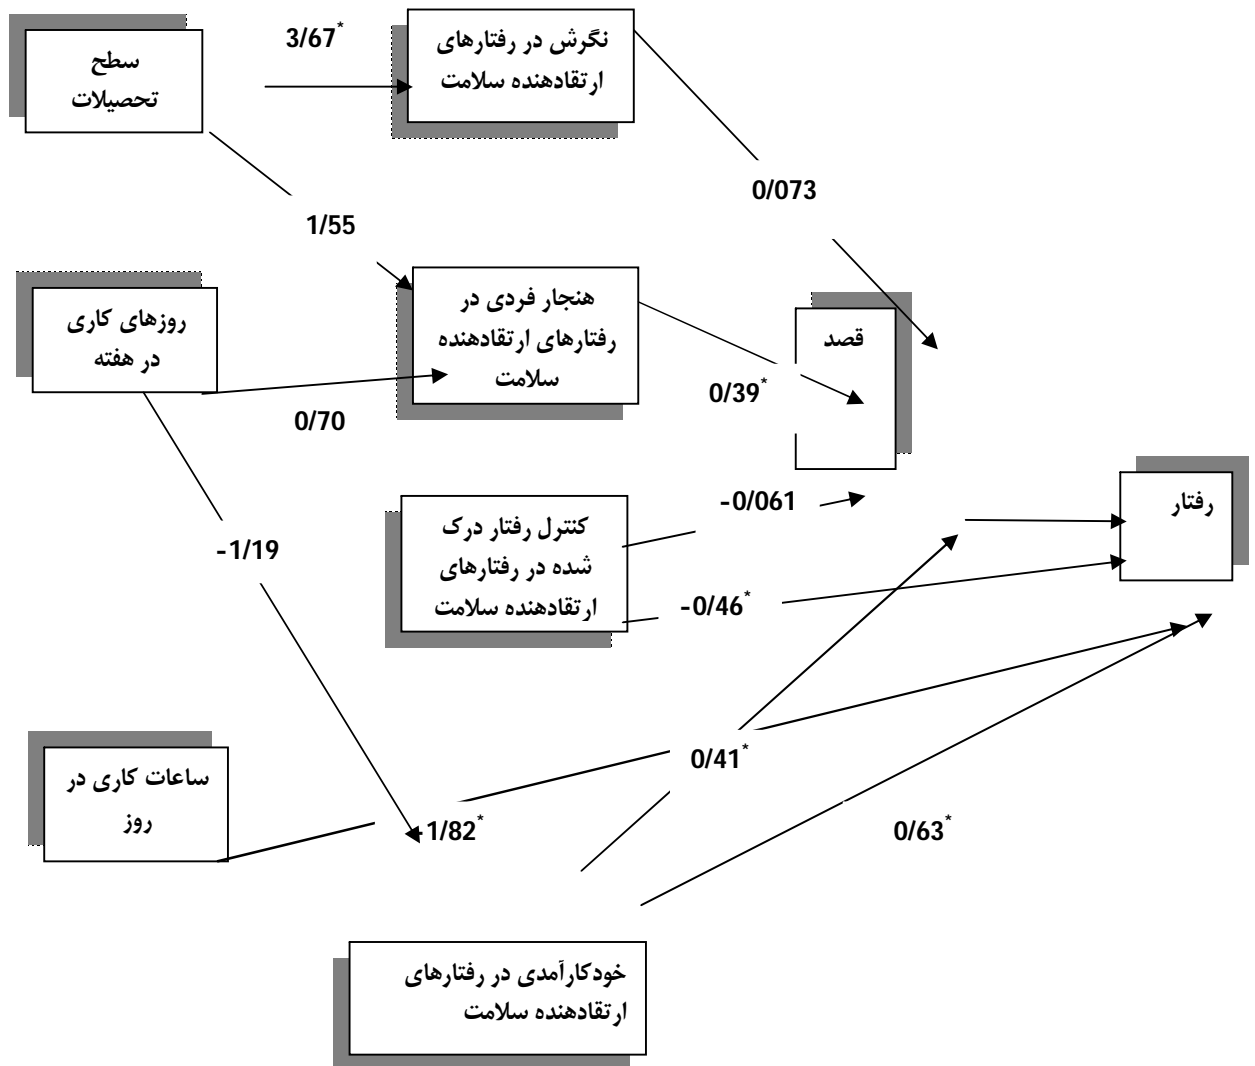 سطح
تحصیلات
3/67*
نگرش در رفتارهای
ارتقادهنده سلامت
0/073
1/55
روزهای کاری
در هفته
هنجار فردی در
رفتارهای ارتقادهنده
سلامت
قصد
0/39*
0/70
کنترل رفتار درک
شده در رفتارهای
ارتقادهنده سلامت
-0/061
رفتار
-1/19
-0/46*
ساعات کاری در
روز
0/41*
-1/82*
0/63*
خودکارآمدی در رفتارهای
ارتقادهنده سلامت